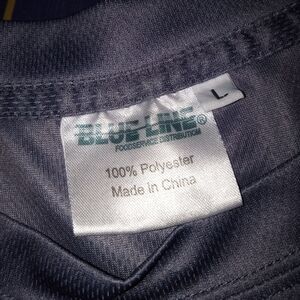 L
BLUE LINE®
FOODSERVICE DISTRIBUTION
100% Polyester
Made in China